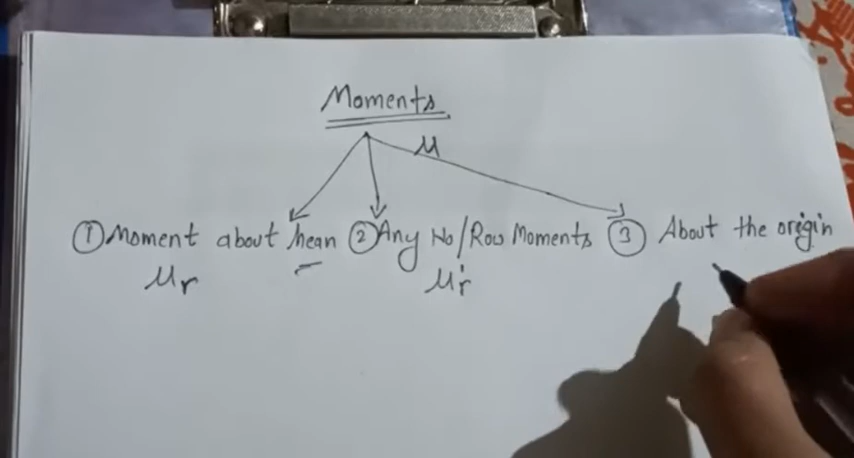 Moments
μ
① Moment about mean ② Any No/Row Moments ③ About the origin
μr μ'r